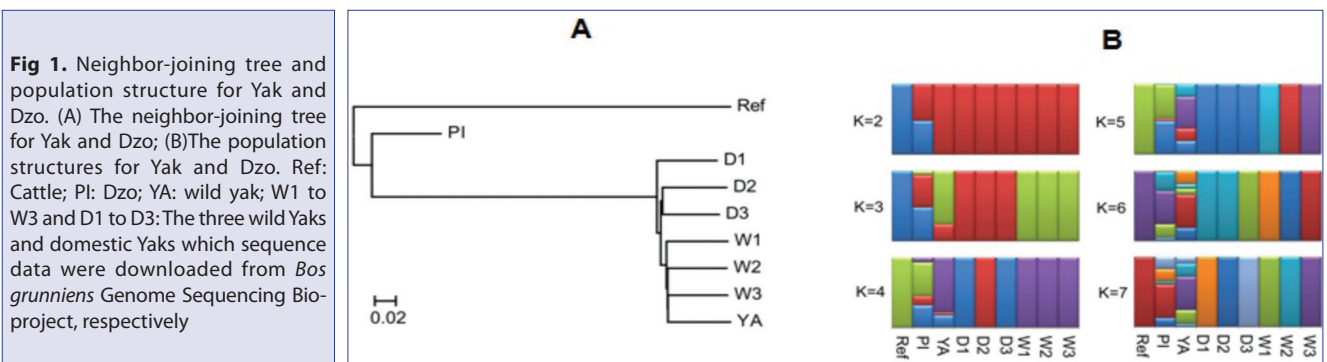 Fig 1. Neighbor-joining tree and
population structure for Yak and
Dzo. (A) The neighbor-joining tree
for Yak and Dzo; (B)The population
structures for Yak and Dzo. Ref:
Cattle; PI: Dzo; YA: wild yak; W1 to
W3 and D1 to D3: The three wild Yaks
and domestic Yaks which sequence
data were downloaded from Bos
grunniens Genome Sequencing Bio-
project, respectively
A
Ref
PI
D1
D2
D3
W1
W2
W3
YA
0.02
B
K=2
K=3
K=4
Ref PI YA D1 D2 D3 W1 W2 W3
K=5
K=6
K=7
Ref PI YA D1 D2 D3 W1 W2 W3